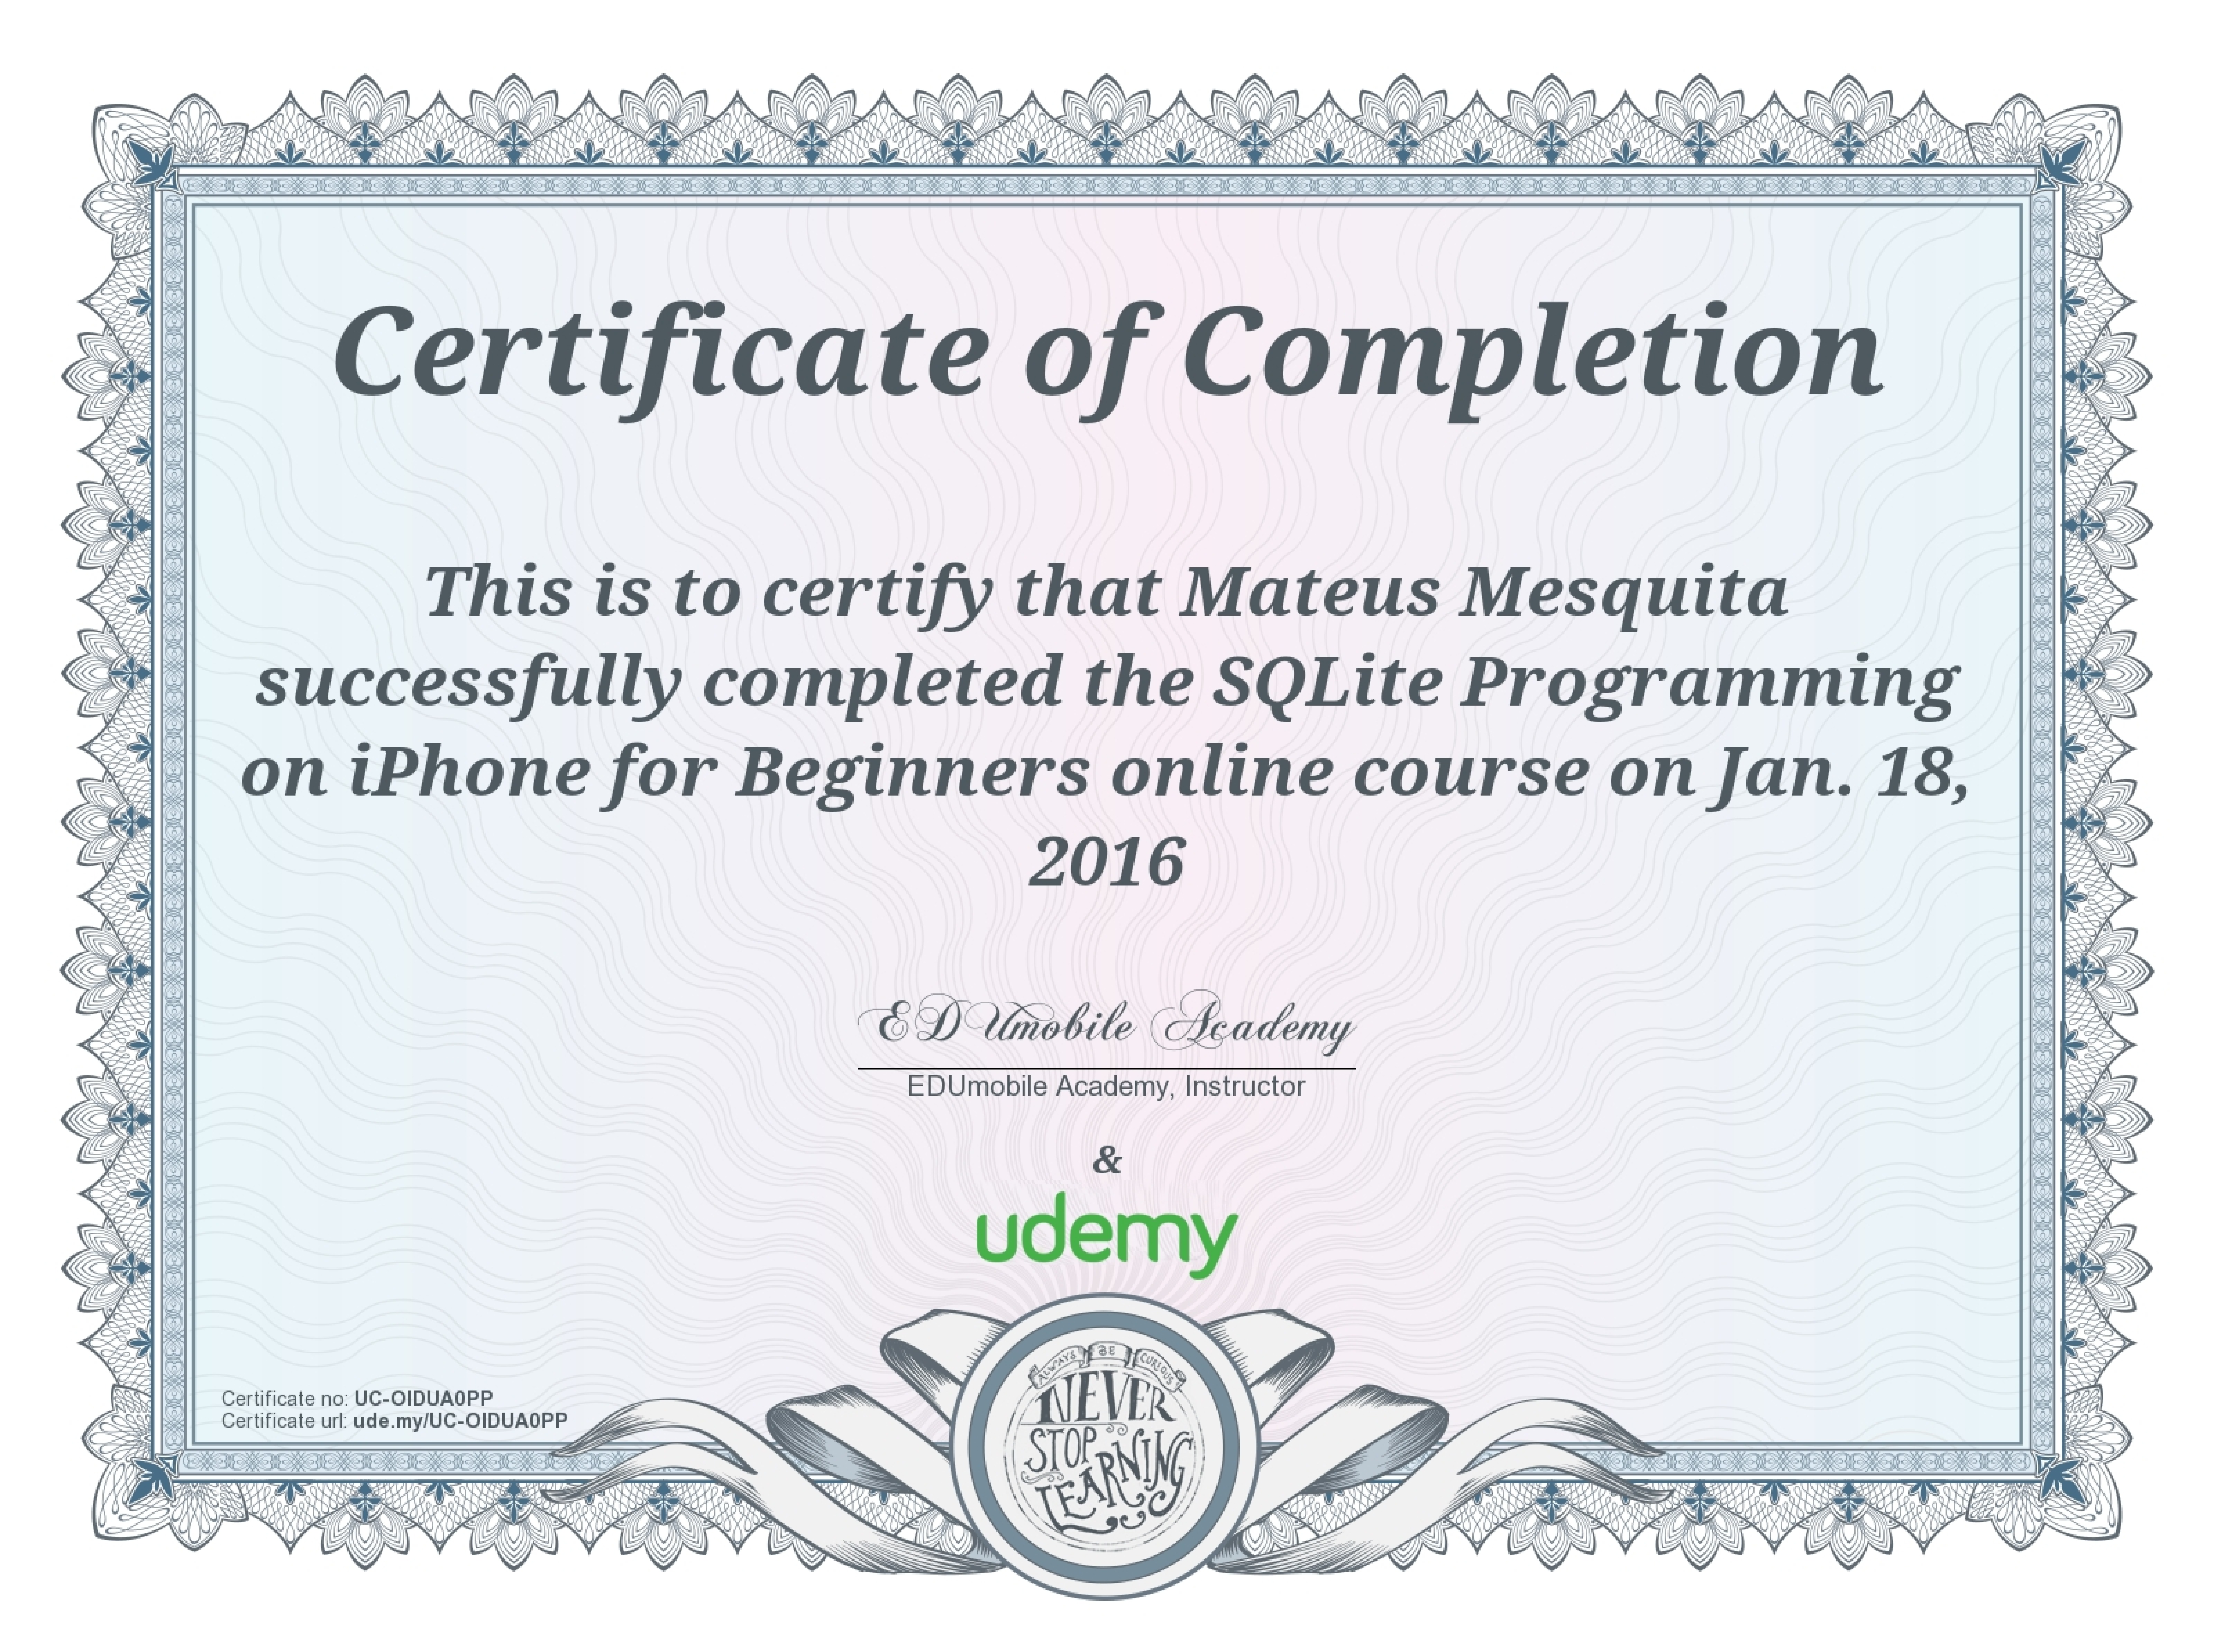 Certificate of Completion
This is to certify that Mateus Mesquita
successfully completed the SQLite Programming
on iPhone for Beginners online course on Jan. 18,
2016
EDUmobile Academy
EDUmobile Academy, Instructor
&
udemy
ALWAYS BE CURIOUS
NEVER
STOP
LEARNING
Certificate no: UC-OIDUA0PP
Certificate url: ude.my/UC-OIDUA0PP